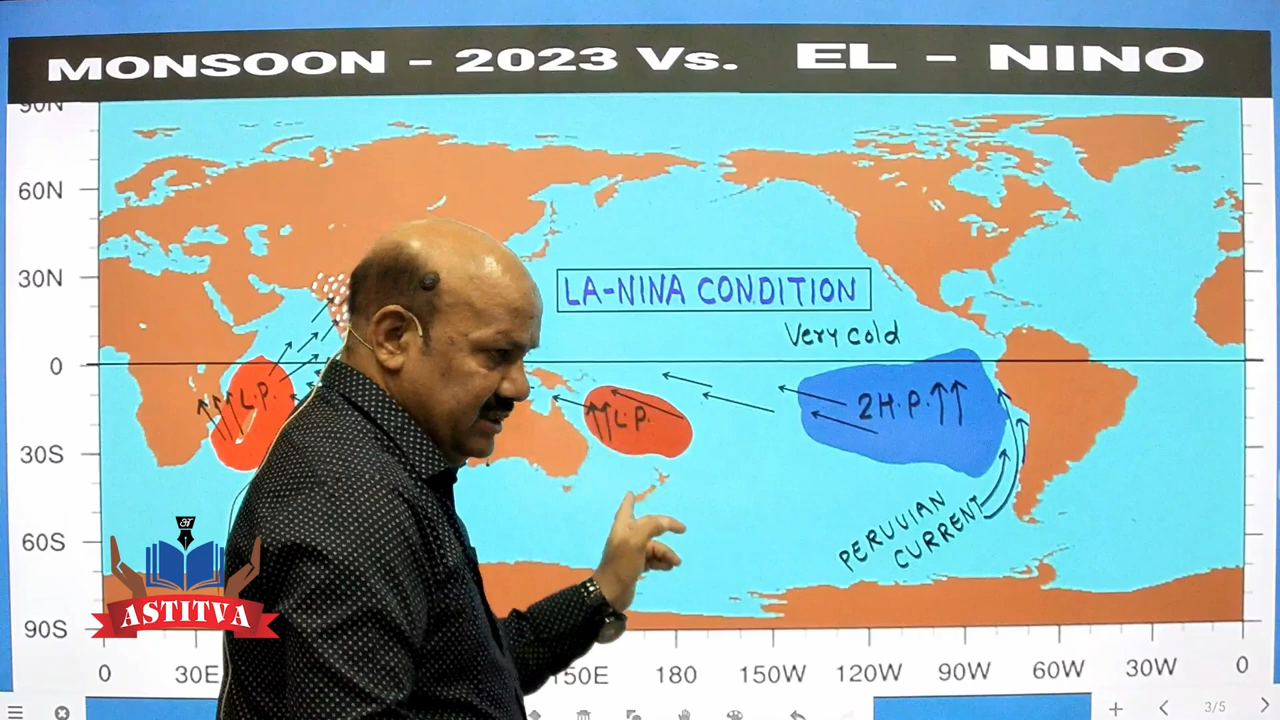 MONSOON - 2023 Vs. EL - NINO
90N
60N
30N
0
30S
60S
90S
LA-NINA CONDITION
Very cold
L.P.
L.P.
2H.P.
PERUVIAN
CURRENT
ASTITVA
0 30E 150E 180 150W 120W 90W 60W 30W 0
3/5